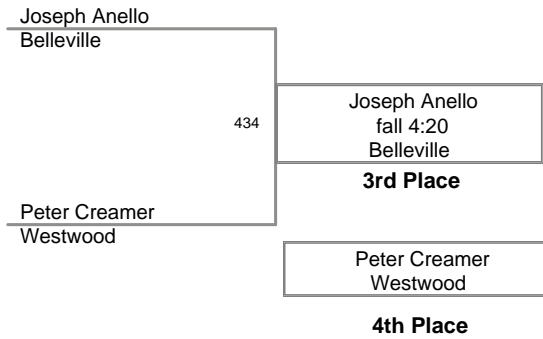 Joseph Anello
Belleville
434
Joseph Anello
fall 4:20
Belleville
3rd Place
Peter Creamer
Westwood
Peter Creamer
Westwood
4th Place